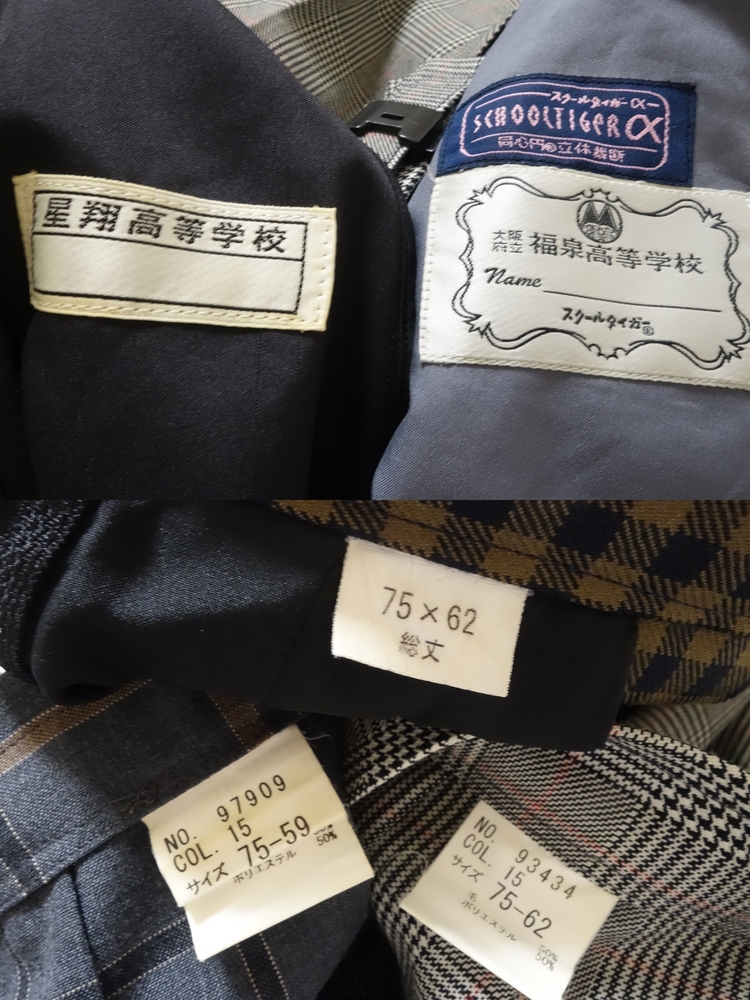 星翔高等学校
スクールタイガーα
SCHOOLTIGER α
同心円®立体裁断
大阪府立 福泉高等学校
Name
スクールタイガー®
75×62
総丈
NO. 97909
COL. 15
サイズ 75-59
50%
ポリエステル
NO. 93434
COL. 15
サイズ 75-62
毛 50%
ポリエステル 50%